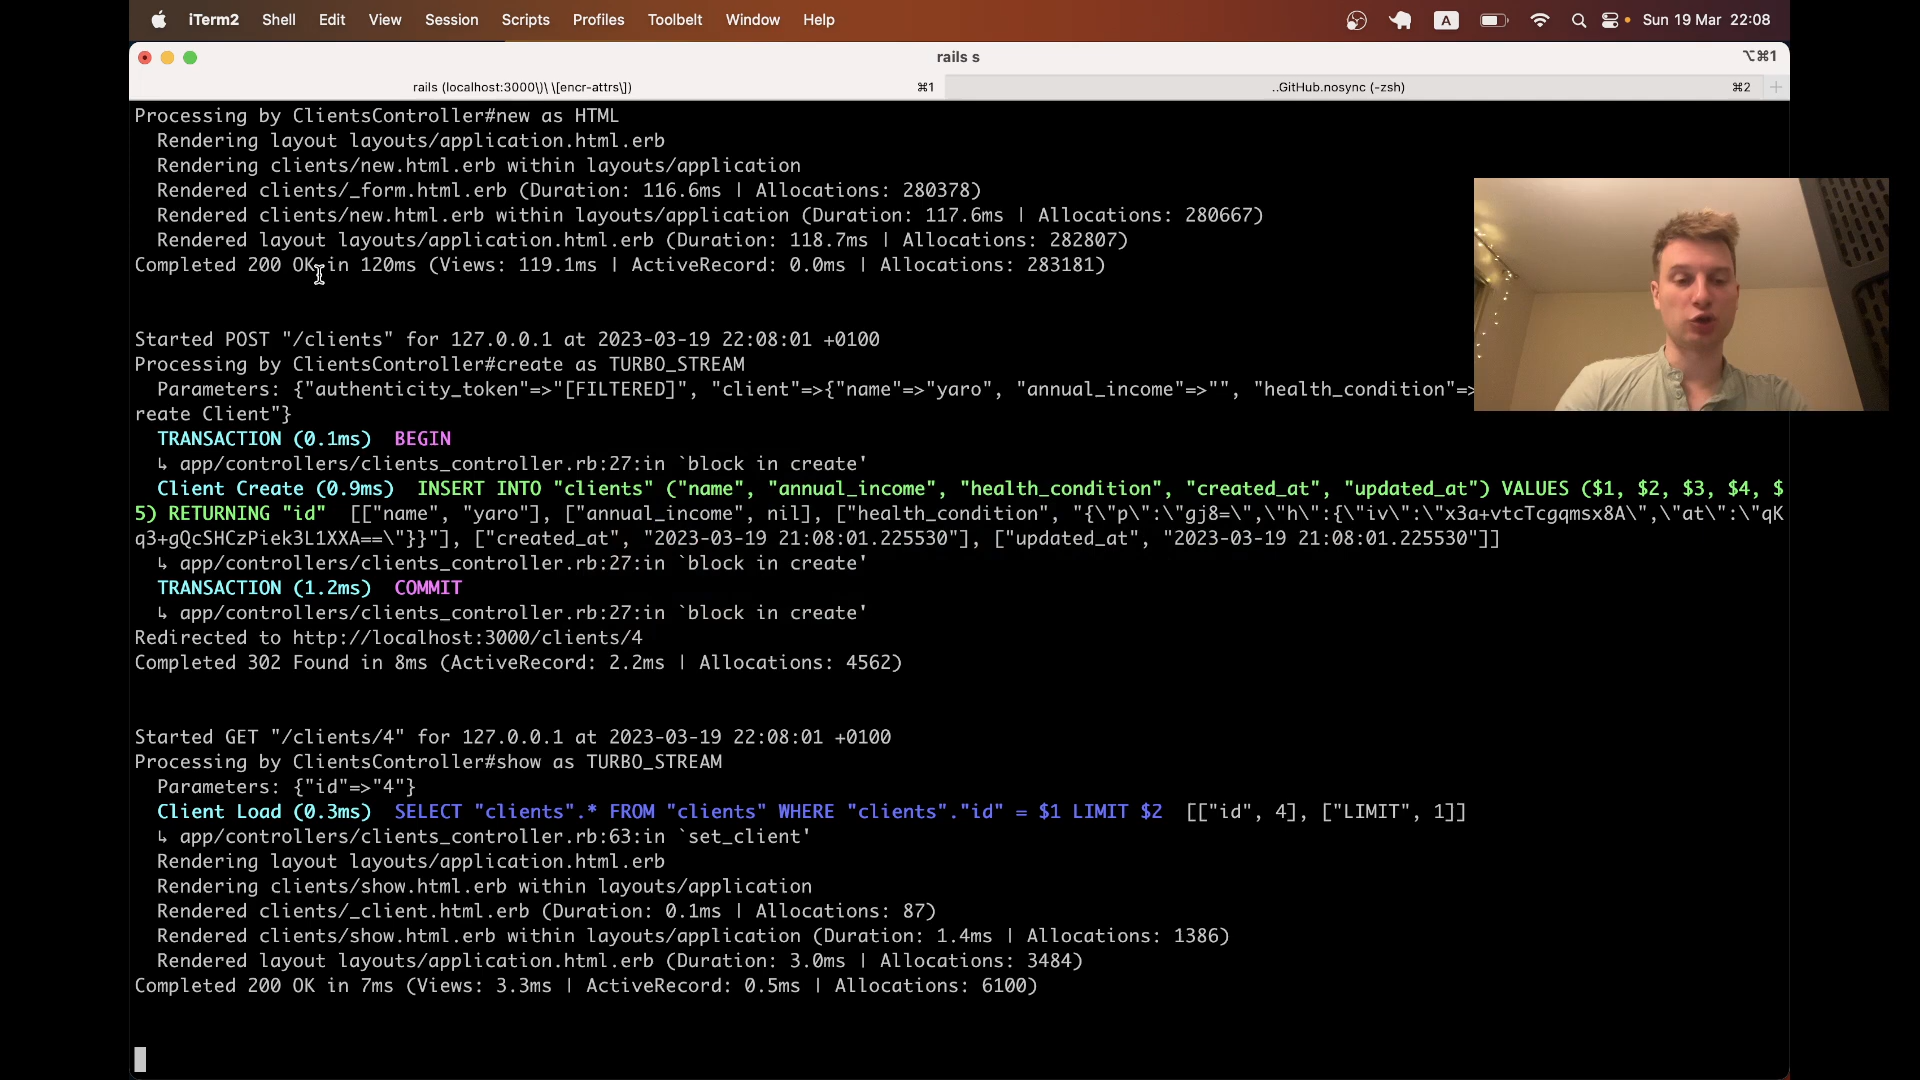 iTerm2 Shell Edit View Session Scripts Profiles Toolbelt Window Help A Sun 19 Mar 22:08
rails s ⌥⌘1
rails (localhost:3000\)\ \[encr-attrs\]) ⌘1 ..GitHub.nosync (-zsh) ⌘2 +
Processing by ClientsController#new as HTML
  Rendering layout layouts/application.html.erb
  Rendering clients/new.html.erb within layouts/application
  Rendered clients/_form.html.erb (Duration: 116.6ms | Allocations: 280378)
  Rendered clients/new.html.erb within layouts/application (Duration: 117.6ms | Allocations: 280667)
  Rendered layout layouts/application.html.erb (Duration: 118.7ms | Allocations: 282807)
Completed 200 OK in 120ms (Views: 119.1ms | ActiveRecord: 0.0ms | Allocations: 283181)
Started POST "/clients" for 127.0.0.1 at 2023-03-19 22:08:01 +0100
Processing by ClientsController#create as TURBO_STREAM
  Parameters: {"authenticity_token"=>"[FILTERED]", "client"=>{"name"=>"yaro", "annual_income"=>"", "health_condition"=>
reate Client"}
  TRANSACTION (0.1ms)  BEGIN
  ↳ app/controllers/clients_controller.rb:27:in `block in create'
  Client Create (0.9ms)  INSERT INTO "clients" ("name", "annual_income", "health_condition", "created_at", "updated_at") VALUES ($1, $2, $3, $4, $
5) RETURNING "id"  [["name", "yaro"], ["annual_income", nil], ["health_condition", "{\"p\":\"gj8=\",\"h\":{\"iv\":\"x3a+vtcTcgqmsx8A\",\"at\":\"qK
q3+gQcSHCzPiek3L1XXA==\"}}"], ["created_at", "2023-03-19 21:08:01.225530"], ["updated_at", "2023-03-19 21:08:01.225530"]]
  ↳ app/controllers/clients_controller.rb:27:in `block in create'
  TRANSACTION (1.2ms)  COMMIT
  ↳ app/controllers/clients_controller.rb:27:in `block in create'
Redirected to http://localhost:3000/clients/4
Completed 302 Found in 8ms (ActiveRecord: 2.2ms | Allocations: 4562)
Started GET "/clients/4" for 127.0.0.1 at 2023-03-19 22:08:01 +0100
Processing by ClientsController#show as TURBO_STREAM
  Parameters: {"id"=>"4"}
  Client Load (0.3ms)  SELECT "clients".* FROM "clients" WHERE "clients"."id" = $1 LIMIT $2  [["id", 4], ["LIMIT", 1]]
  ↳ app/controllers/clients_controller.rb:63:in `set_client'
  Rendering layout layouts/application.html.erb
  Rendering clients/show.html.erb within layouts/application
  Rendered clients/_client.html.erb (Duration: 0.1ms | Allocations: 87)
  Rendered clients/show.html.erb within layouts/application (Duration: 1.4ms | Allocations: 1386)
  Rendered layout layouts/application.html.erb (Duration: 3.0ms | Allocations: 3484)
Completed 200 OK in 7ms (Views: 3.3ms | ActiveRecord: 0.5ms | Allocations: 6100)